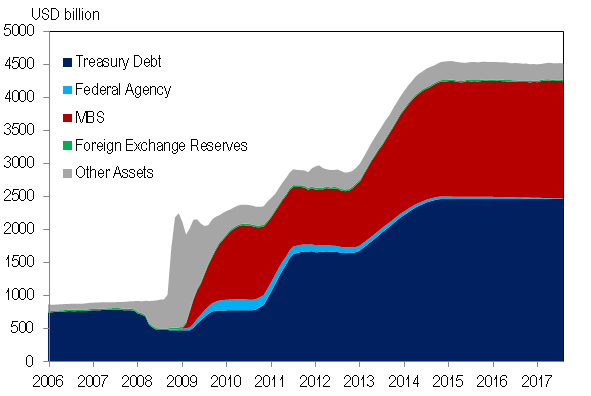 USD billion
5000
4500
4000
3500
3000
2500
2000
1500
1000
500
0
Treasury Debt
Federal Agency
MBS
Foreign Exchange Reserves
Other Assets
2006 2007 2008 2009 2010 2011 2012 2013 2014 2015 2016 2017